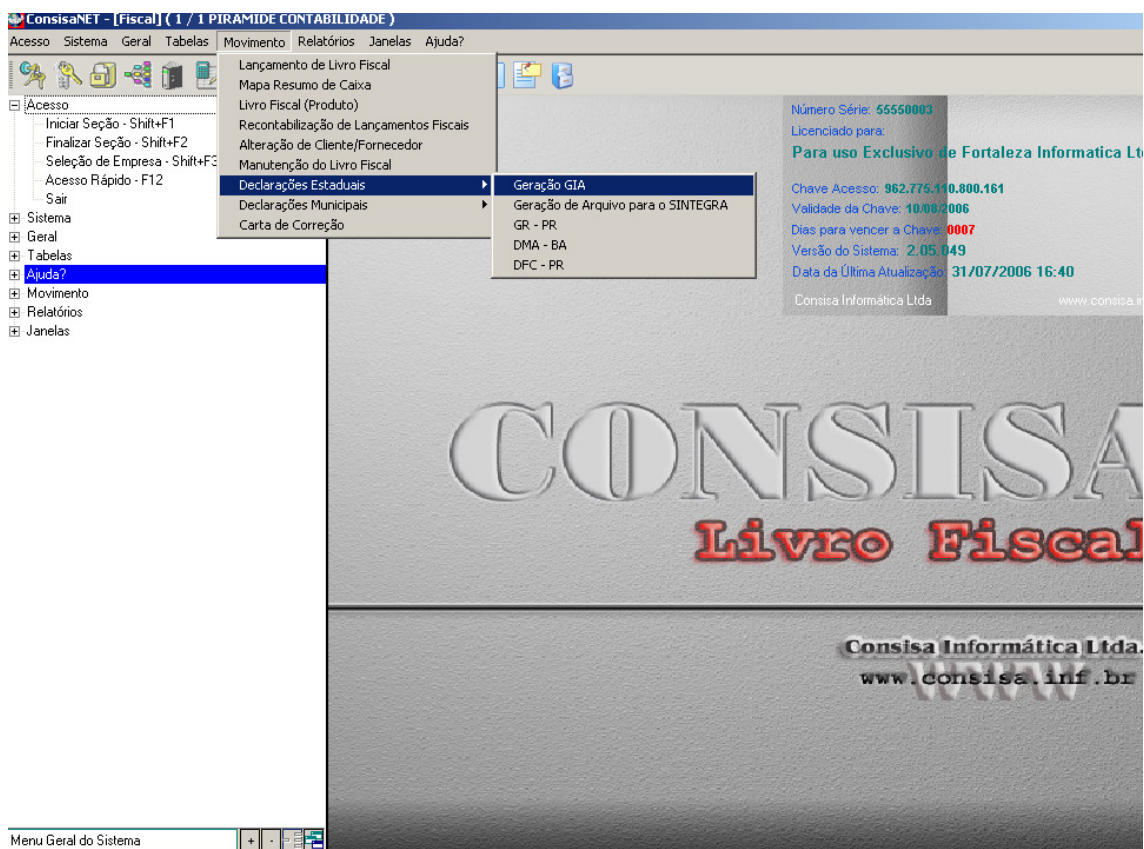 ConsisaNET - [Fiscal] ( 1 / 1 PIRAMIDE CONTABILIDADE )
Acesso Sistema Geral Tabelas Movimento Relatórios Janelas Ajuda?
Lançamento de Livro Fiscal
Mapa Resumo de Caixa
Livro Fiscal (Produto)
Recontabilização de Lançamentos Fiscais
Alteração de Cliente/Fornecedor
Manutenção do Livro Fiscal
Declarações Estaduais
Declarações Municipais
Carta de Correção
Geração GIA
Geração de Arquivo para o SINTEGRA
GR - PR
DMA - BA
DFC - PR
Acesso
Iniciar Seção - Shift+F1
Finalizar Seção - Shift+F2
Seleção de Empresa - Shift+F3
Acesso Rápido - F12
Sair
Sistema
Geral
Tabelas
Ajuda?
Movimento
Relatórios
Janelas
Número Série: 55550003
Licenciado para:
Para uso Exclusivo de Fortaleza Informatica Lt
Chave Acesso: 962.775.110.800.161
Validade da Chave: 10/08/2006
Dias para vencer a Chave: 0007
Versão do Sistema: 2.05.049
Data da Última Atualização: 31/07/2006 16:40
Consisa Informática Ltda www.consisa.in
CONSISA
Livro Fiscal
Consisa Informática Ltda.
www.consisa.inf.br
WWW
Menu Geral do Sistema + -